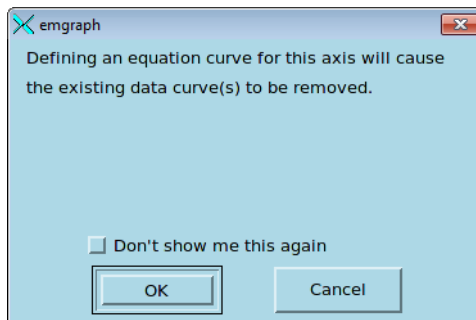 emgraph
Defining an equation curve for this axis will cause
the existing data curve(s) to be removed.
Don't show me this again
OK
Cancel